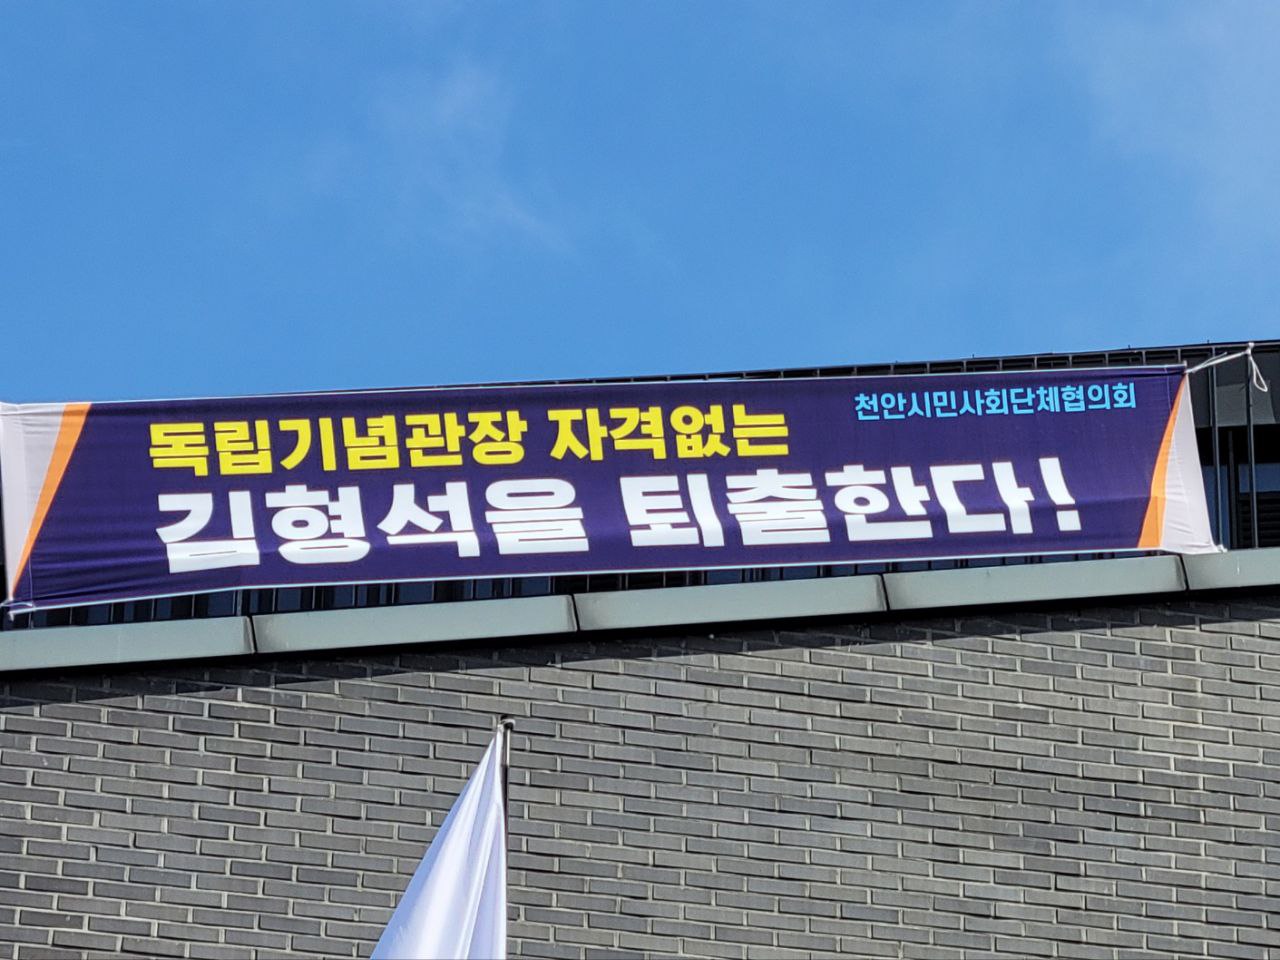 천안시민사회단체협의회
독립기념관장 자격없는
김형석을 퇴출한다!